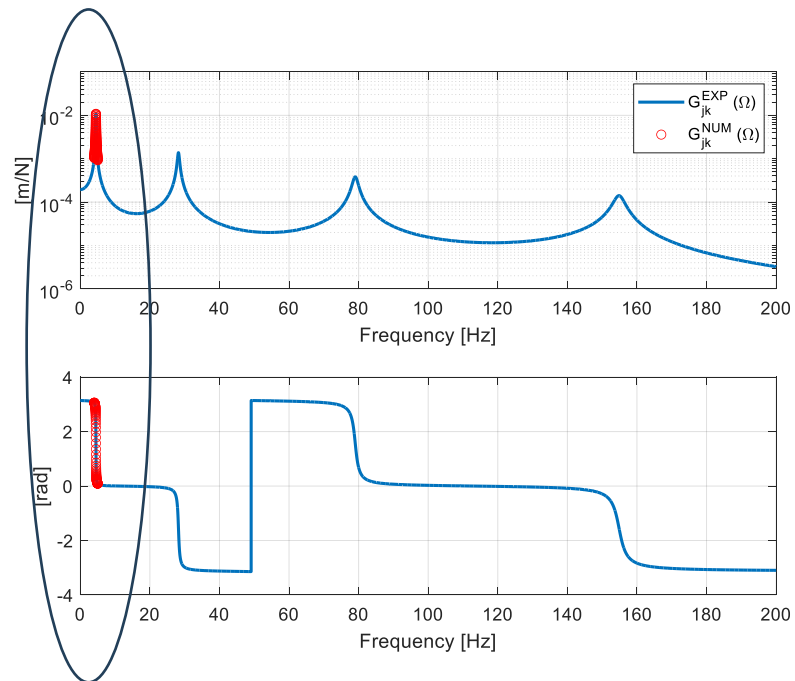 10^-2
10^-4
10^-6
[m/N]
G_jk^EXP (Ω)
G_jk^NUM (Ω)
0 20 40 60 80 100 120 140 160 180 200
Frequency [Hz]
4
2
0
-2
-4
[rad]
0 20 40 60 80 100 120 140 160 180 200
Frequency [Hz]